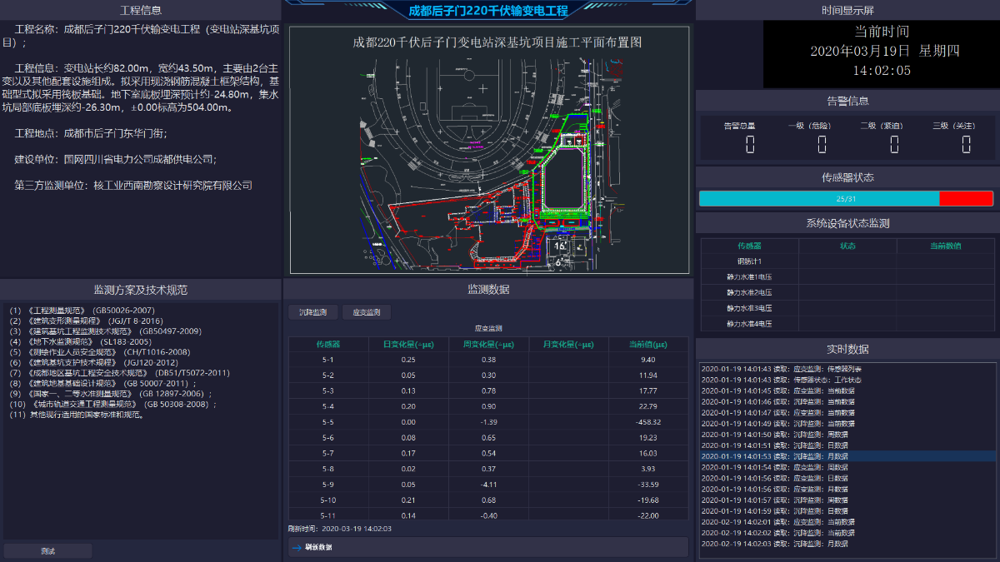 工程信息
工程名称：成都后子门220千伏输变电工程（变电站深基坑项
目）；
工程信息：变电站长约82.00m，宽约43.50m，主要由2台主
变以及其他配套设施组成。拟采用现浇钢筋混凝土框架结构，基
础型式拟采用筏板基础。地下室底板埋深预计约-24.80m，集水
坑局部底板埋深约-26.30m，±0.00标高为504.00m。
工程地点：成都市后子门东华门街；
建设单位：国网四川省电力公司成都供电公司；
第三方监测单位：核工业西南勘察设计研究院有限公司
监测方案及技术规范
(1) 《工程测量规范》（GB50026-2007）
(2) 《建筑变形测量规程》（JGJ/T 8-2016）
(3) 《建筑基坑工程监测技术规范》（GB50497-2009）
(4) 《地下水监测规范》（SL183-2005）
(5) 《测绘作业人员安全规范》（CH/T1016-2008）
(6) 《建筑基坑支护技术规程》（JGJ120-2012）
(7) 《成都地区基坑工程安全技术规范》（DB51/T5072-2011）
(8) 《建筑地基基础设计规范》（GB 50007-2011）；
(9) 《国家一、二等水准测量规范》（GB 12897-2006）；
(10) 《城市轨道交通工程测量规范》（GB 50308-2008）；
(11) 其他现行适用的国家标准和规范。
测试
成都后子门220千伏输变电工程
成都220千伏后子门变电站深基坑项目施工平面布置图
16
6
监测数据
沉降监测 应变监测
应变监测
传感器 日变化量(=με) 周变化量(=με) 月变化量(=με) 当前值(με)
5-1 0.25 0.38 9.40
5-2 0.05 0.30 11.94
5-3 0.13 0.78 17.77
5-4 0.20 0.90 22.79
5-5 0.00 -1.39 -458.32
5-6 0.08 0.65 19.23
5-7 0.17 0.54 16.03
5-8 0.02 0.37 3.93
5-9 0.05 -4.11 -33.59
5-10 0.21 0.68 -19.68
5-11 0.14 -0.40 -22.00
刷新时间：2020-03-19 14:02:03
刷新数据
时间显示屏
当前时间
2020年03月19日 星期四
14:02:05
告警信息
告警总量 一级（危险） 二级（紧迫） 三级（关注）
0 0 0 0
传感器状态
25/31
系统设备状态监测
传感器 状态 当前数值
钢筋计1
静力水准1电压
静力水准2电压
静力水准3电压
静力水准4电压
实时数据
2020-01-19 14:01:43 读取：应变监测：传感器列表
2020-01-19 14:01:43 读取：传感器状态：工作状态
2020-01-19 14:01:45 读取：应变监测：当前数据
2020-01-19 14:01:46 读取：沉降监测：当前数据
2020-01-19 14:01:47 读取：应变监测：当前数据
2020-01-19 14:01:49 读取：沉降监测：当前数据
2020-01-19 14:01:50 读取：沉降监测：周数据
2020-01-19 14:01:51 读取：沉降监测：日数据
2020-01-19 14:01:53 读取：沉降监测：月数据
2020-01-19 14:01:54 读取：应变监测：周数据
2020-01-19 14:01:56 读取：应变监测：日数据
2020-01-19 14:01:56 读取：应变监测：月数据
2020-01-19 14:01:57 读取：沉降监测：周数据
2020-01-19 14:01:59 读取：沉降监测：日数据
2020-02-19 14:02:01 读取：应变监测：当前数据
2020-02-19 14:02:02 读取：沉降监测：当前数据
2020-02-19 14:02:03 读取：沉降监测：月数据